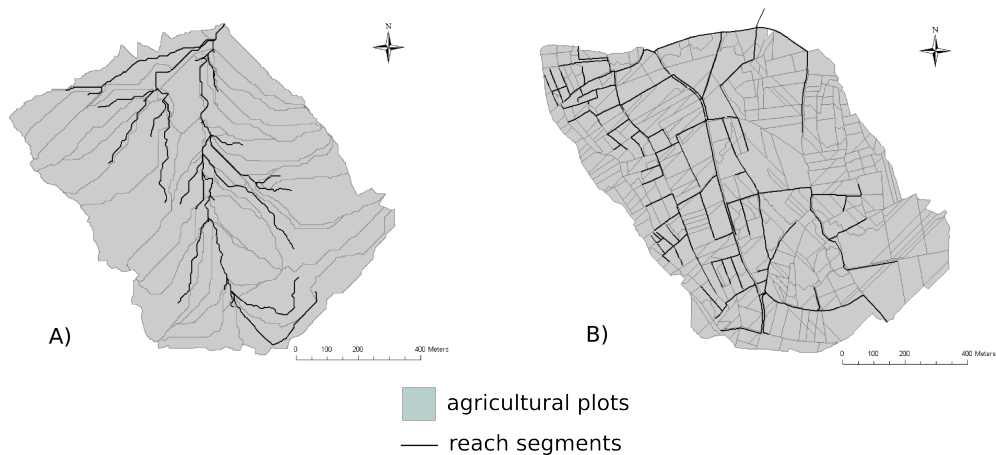 N
N
A)
0 100 200 400 Meters
B)
0 100 200 400 Meters
agricultural plots
reach segments